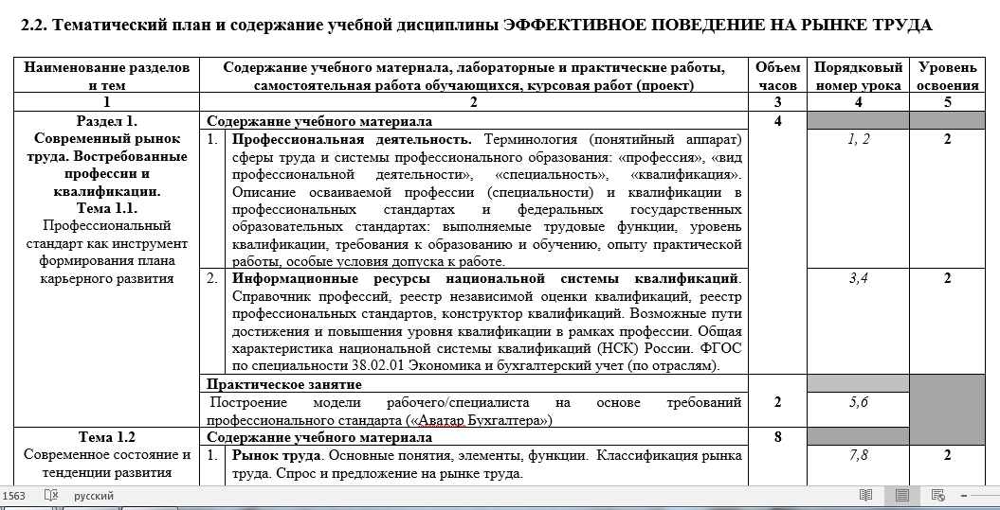 2.2. Тематический план и содержание учебной дисциплины ЭФФЕКТИВНОЕ ПОВЕДЕНИЕ НА РЫНКЕ ТРУДА
Наименование разделов
и тем
Содержание учебного материала, лабораторные и практические работы,
самостоятельная работа обучающихся, курсовая работ (проект)
Объем
часов
Порядковый
номер урока
Уровень
освоения
1
2
3
4
5
Раздел 1.
Современный рынок
труда. Востребованные
профессии и
квалификации.
Тема 1.1.
Профессиональный
стандарт как инструмент
формирования плана
карьерного развития
Содержание учебного материала
4
1. Профессиональная деятельность. Терминология (понятийный аппарат)
сферы труда и системы профессионального образования: «профессия», «вид
профессиональной деятельности», «специальность», «квалификация».
Описание осваиваемой профессии (специальности) и квалификации в
профессиональных стандартах и федеральных государственных
образовательных стандартах: выполняемые трудовые функции, уровень
квалификации, требования к образованию и обучению, опыту практической
работы, особые условия допуска к работе.
1, 2
2
2. Информационные ресурсы национальной системы квалификаций.
Справочник профессий, реестр независимой оценки квалификаций, реестр
профессиональных стандартов, конструктор квалификаций. Возможные пути
достижения и повышения уровня квалификации в рамках профессии. Общая
характеристика национальной системы квалификаций (НСК) России. ФГОС
по специальности 38.02.01 Экономика и бухгалтерский учет (по отраслям).
3,4
2
Практическое занятие
Построение модели рабочего/специалиста на основе требований
профессионального стандарта («Аватар Бухгалтера»)
2
5,6
Тема 1.2
Современное состояние и
тенденции развития
Содержание учебного материала
8
1. Рынок труда. Основные понятия, элементы, функции. Классификация рынка
труда. Спрос и предложение на рынке труда.
7,8
2
1563
русский